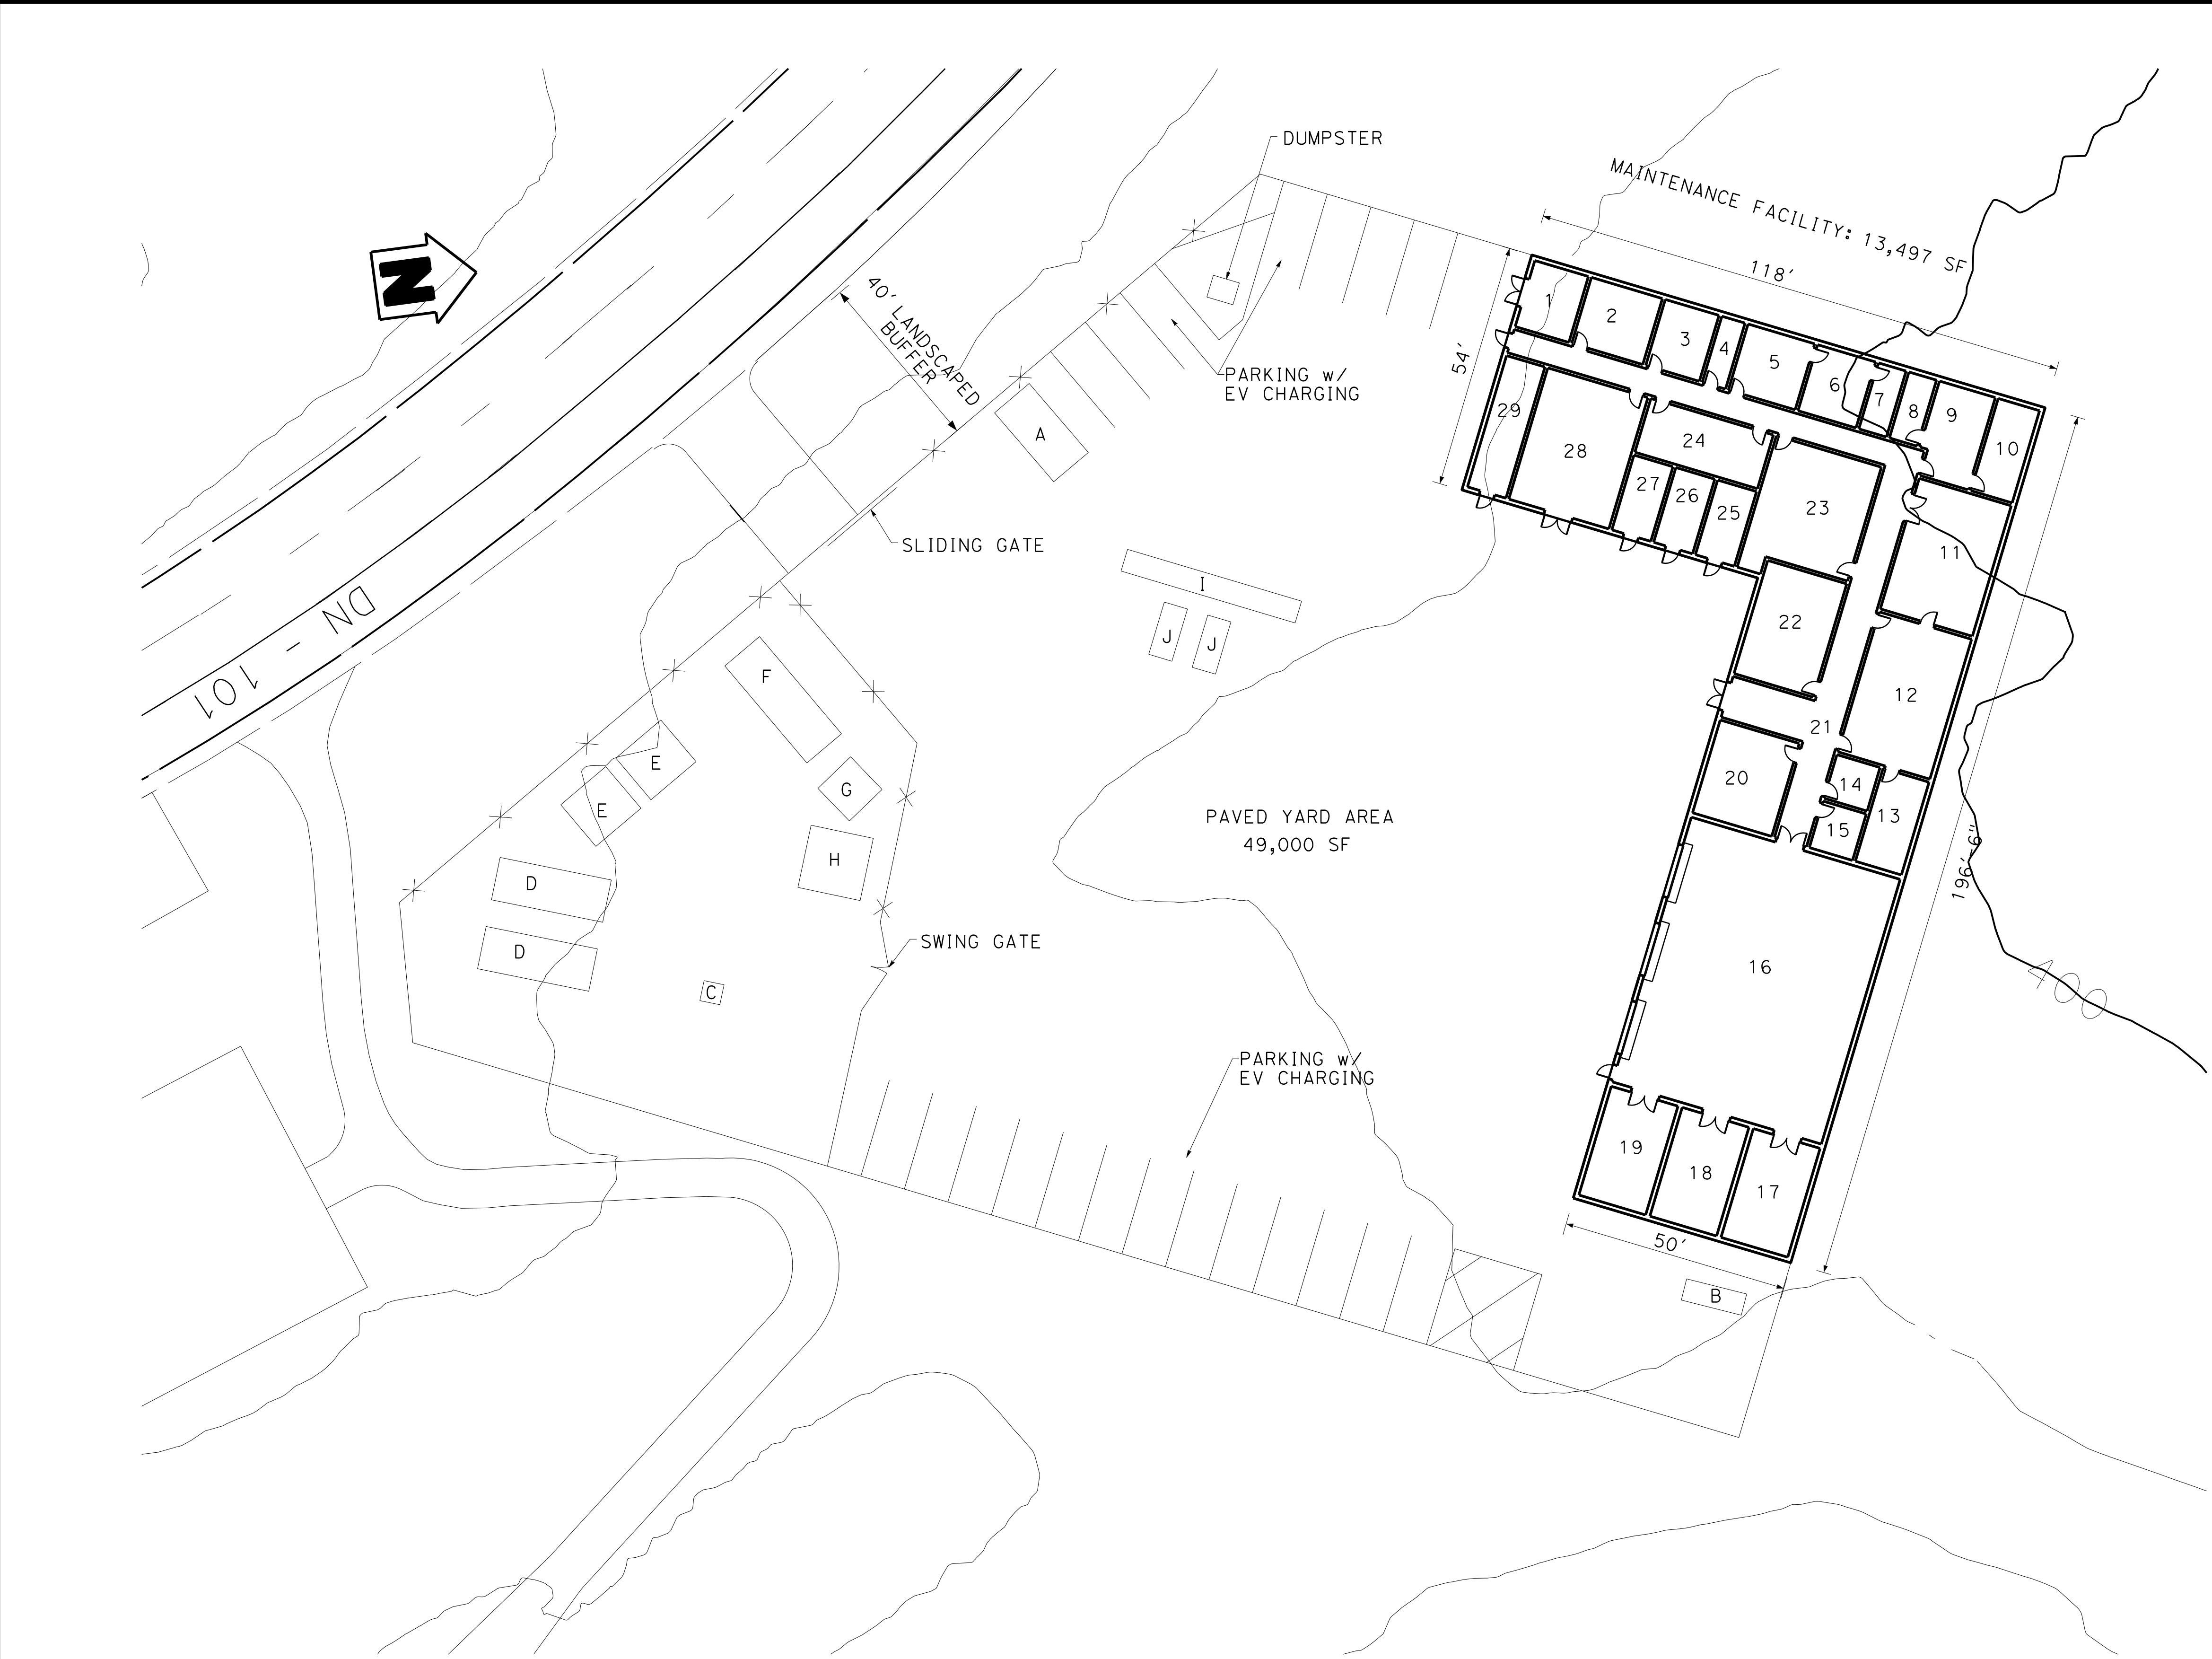 DUMPSTER
MAINTENANCE FACILITY: 13,497 SF
118'
N
40' LANDSCAPED
BUFFER
54'
PARKING w/
EV CHARGING
1
2
3
4
5
6
7
8
9
10
29
28
24
27
26
25
23
11
A
SLIDING GATE
I
J
J
DN - 101
22
12
F
21
E
E
G
20
14
13
15
PAVED YARD AREA
49,000 SF
H
196'-6"
D
D
SWING GATE
C
16
400
PARKING w/
EV CHARGING
19
18
17
50'
B